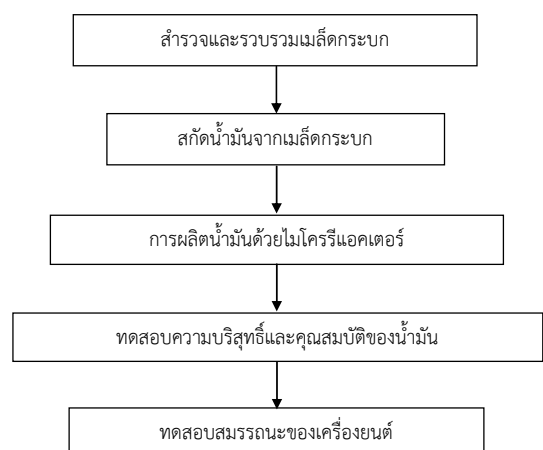 สำรวจและรวบรวมเมล็ดกระบก
สกัดน้ำมันจากเมล็ดกระบก
การผลิตน้ำมันด้วยไมโครรีแอคเตอร์
ทดสอบความบริสุทธิ์และคุณสมบัติของน้ำมัน
ทดสอบสมรรถนะของเครื่องยนต์